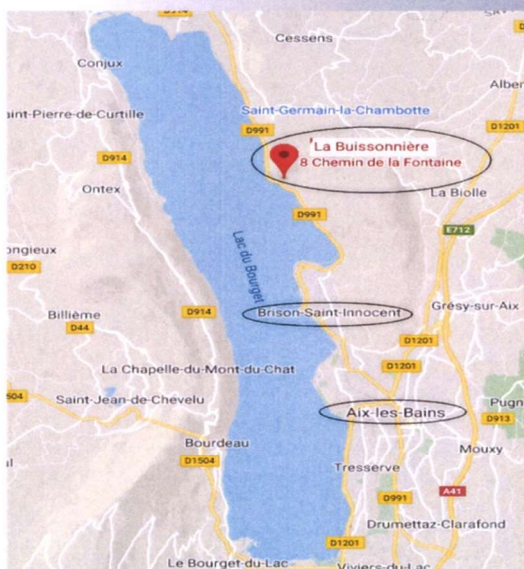 Cessens
Conjux
Alber
aint-Pierre-de-Curtille
Saint-Germain-la-Chambotte
D991
D1201
'La Buissonnière
8 Chemin de la Fontaine
D914
Ontex
La Biolle
D991
E712
ongieux
D210
Lac du Bourget
Billième
D914
Brison-Saint-Innocent
Grésy-sur-Aix
D44
D1201
La Chapelle-du-Mont-du-Chat
D1201
504
Saint-Jean-de-Chevelu
Aix-les-Bains
Pugn
D913
Bourdeau
Mouxy
D1504
Tresserve
A41
D991
Drumettaz-Clarafond
D1201
Le Bourget-du-Lac
Viviers-du-Lac